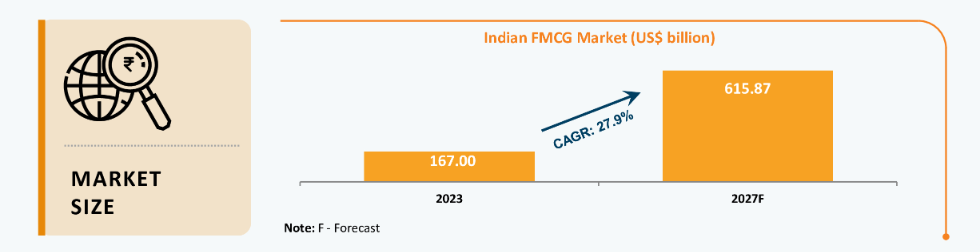 ₹
MARKET
SIZE
Indian FMCG Market (US$ billion)
167.00
CAGR: 27.9%
615.87
2023
2027F
Note: F - Forecast